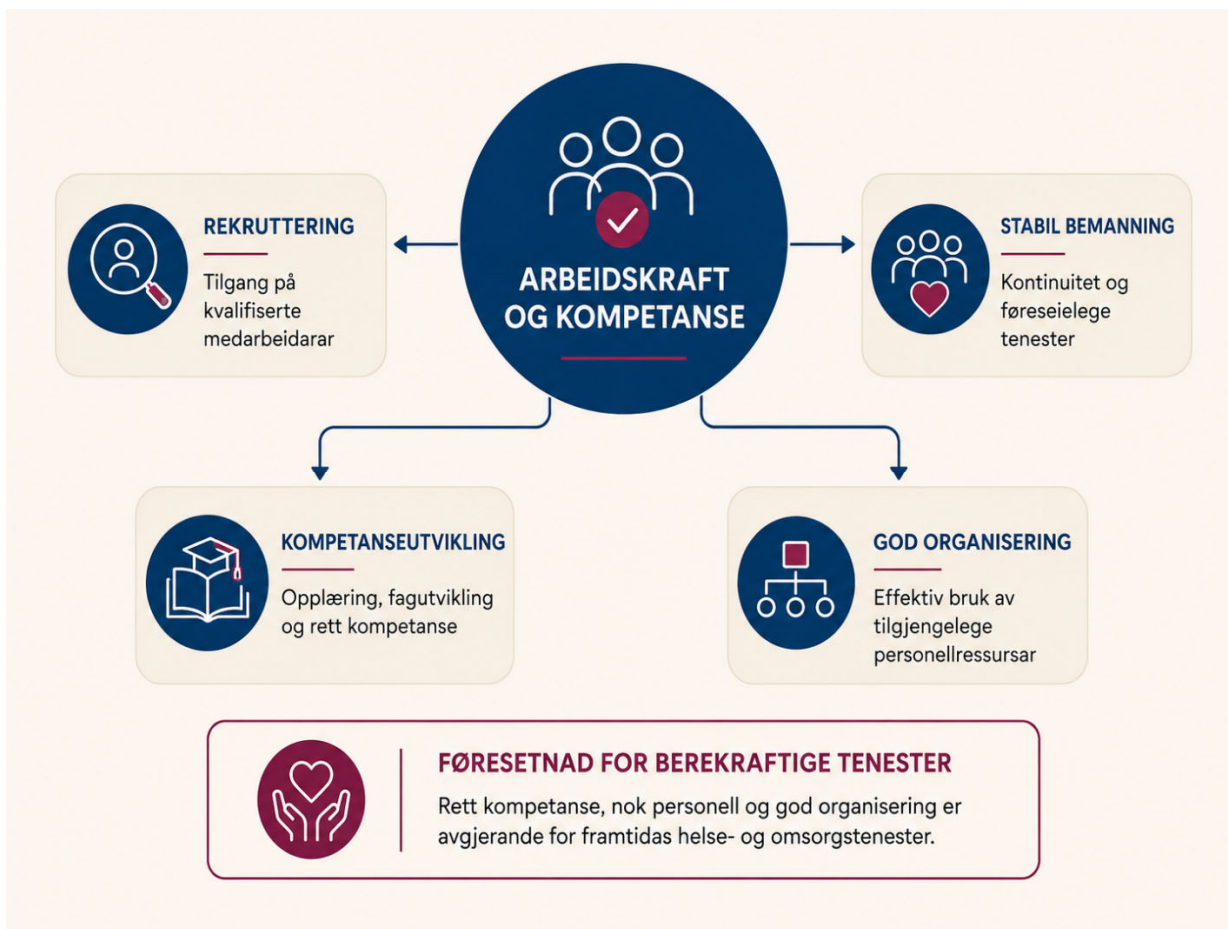 ARBEIDSKRAFT
OG KOMPETANSE
REKRUTTERING
Tilgang på
kvalifiserte
medarbeidarar
STABIL BEMANNING
Kontinuitet og
føreseielege
tenester
KOMPETANSEUTVIKLING
Opplæring, fagutvikling
og rett kompetanse
GOD ORGANISERING
Effektiv bruk av
tilgjengelege
personellressursar
FØRESETNAD FOR BEREKRAFTIGE TENESTER
Rett kompetanse, nok personell og god organisering er
avgjerande for framtidas helse- og omsorgstenester.